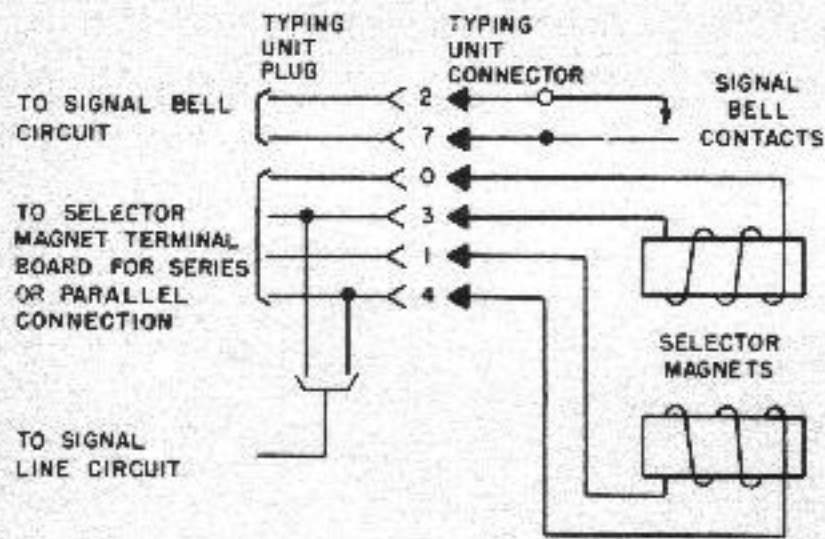 TYPING
UNIT
PLUG
TYPING
UNIT
CONNECTOR
TO SIGNAL BELL
CIRCUIT
2
7
SIGNAL
BELL
CONTACTS
TO SELECTOR
MAGNET TERMINAL
BOARD FOR SERIES
OR PARALLEL
CONNECTION
0
3
1
4
SELECTOR
MAGNETS
TO SIGNAL
LINE CIRCUIT